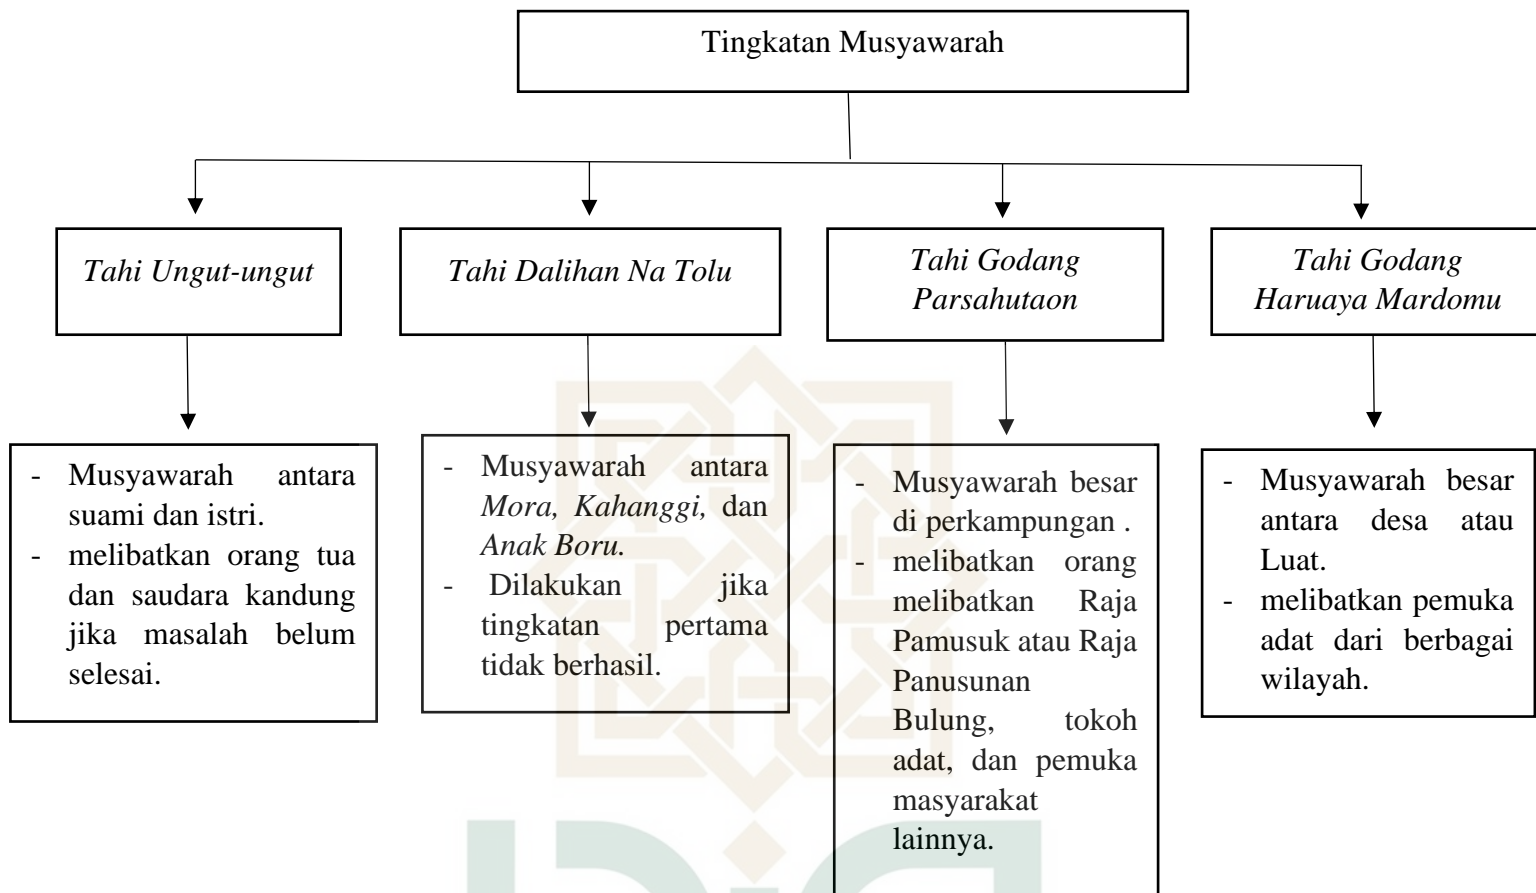 Tingkatan Musyawarah
Tahi Ungut-ungut
Tahi Dalihan Na Tolu
Tahi Godang
Parsahutaon
Tahi Godang
Haruaya Mardomu
- Musyawarah antara
suami dan istri.
- melibatkan orang tua
dan saudara kandung
jika masalah belum
selesai.
- Musyawarah antara
Mora, Kahanggi, dan
Anak Boru.
- Dilakukan jika
tingkatan pertama
tidak berhasil.
- Musyawarah besar
di perkampungan .
- melibatkan orang
melibatkan Raja
Pamusuk atau Raja
Panusunan
Bulung, tokoh
adat, dan pemuka
masyarakat
lainnya.
- Musyawarah besar
antara desa atau
Luat.
- melibatkan pemuka
adat dari berbagai
wilayah.